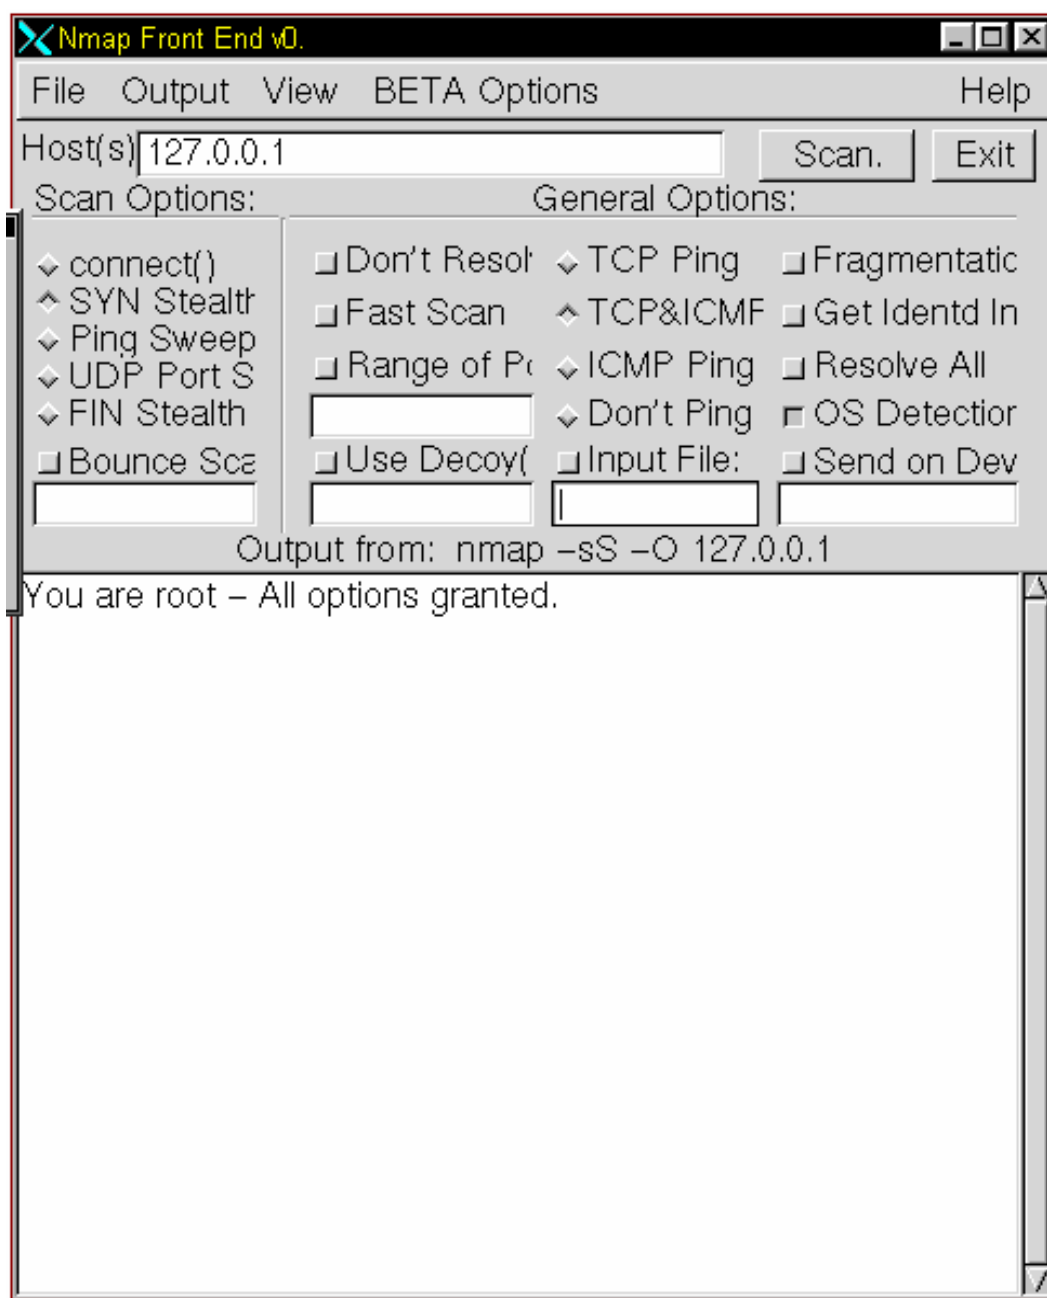 Nmap Front End v0.
File Output View BETA Options Help
Host(s) 127.0.0.1 Scan. Exit
Scan Options: General Options:
connect() Don't Resol TCP Ping Fragmentatic
SYN Stealth Fast Scan TCP&ICMP Get Identd In
Ping Sweep Range of Po ICMP Ping Resolve All
UDP Port S
FIN Stealth Don't Ping OS Detection
Bounce Sca Use Decoy( Input File: Send on Dev
Output from: nmap –sS –O 127.0.0.1
You are root – All options granted.